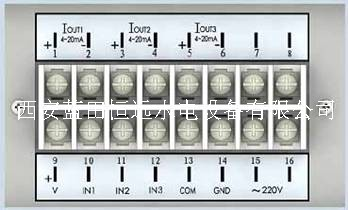 IOUT1 IOUT2 IOUT3
4~20mA 4~20mA 4~20mA
+ - + - + -
1 2 3 4 5 6 7 8
西安蓝田恒远水电设备有限公司
9 10 11 12 13 14 15 16
+
V IN1 IN2 IN3 COM GND ～220V